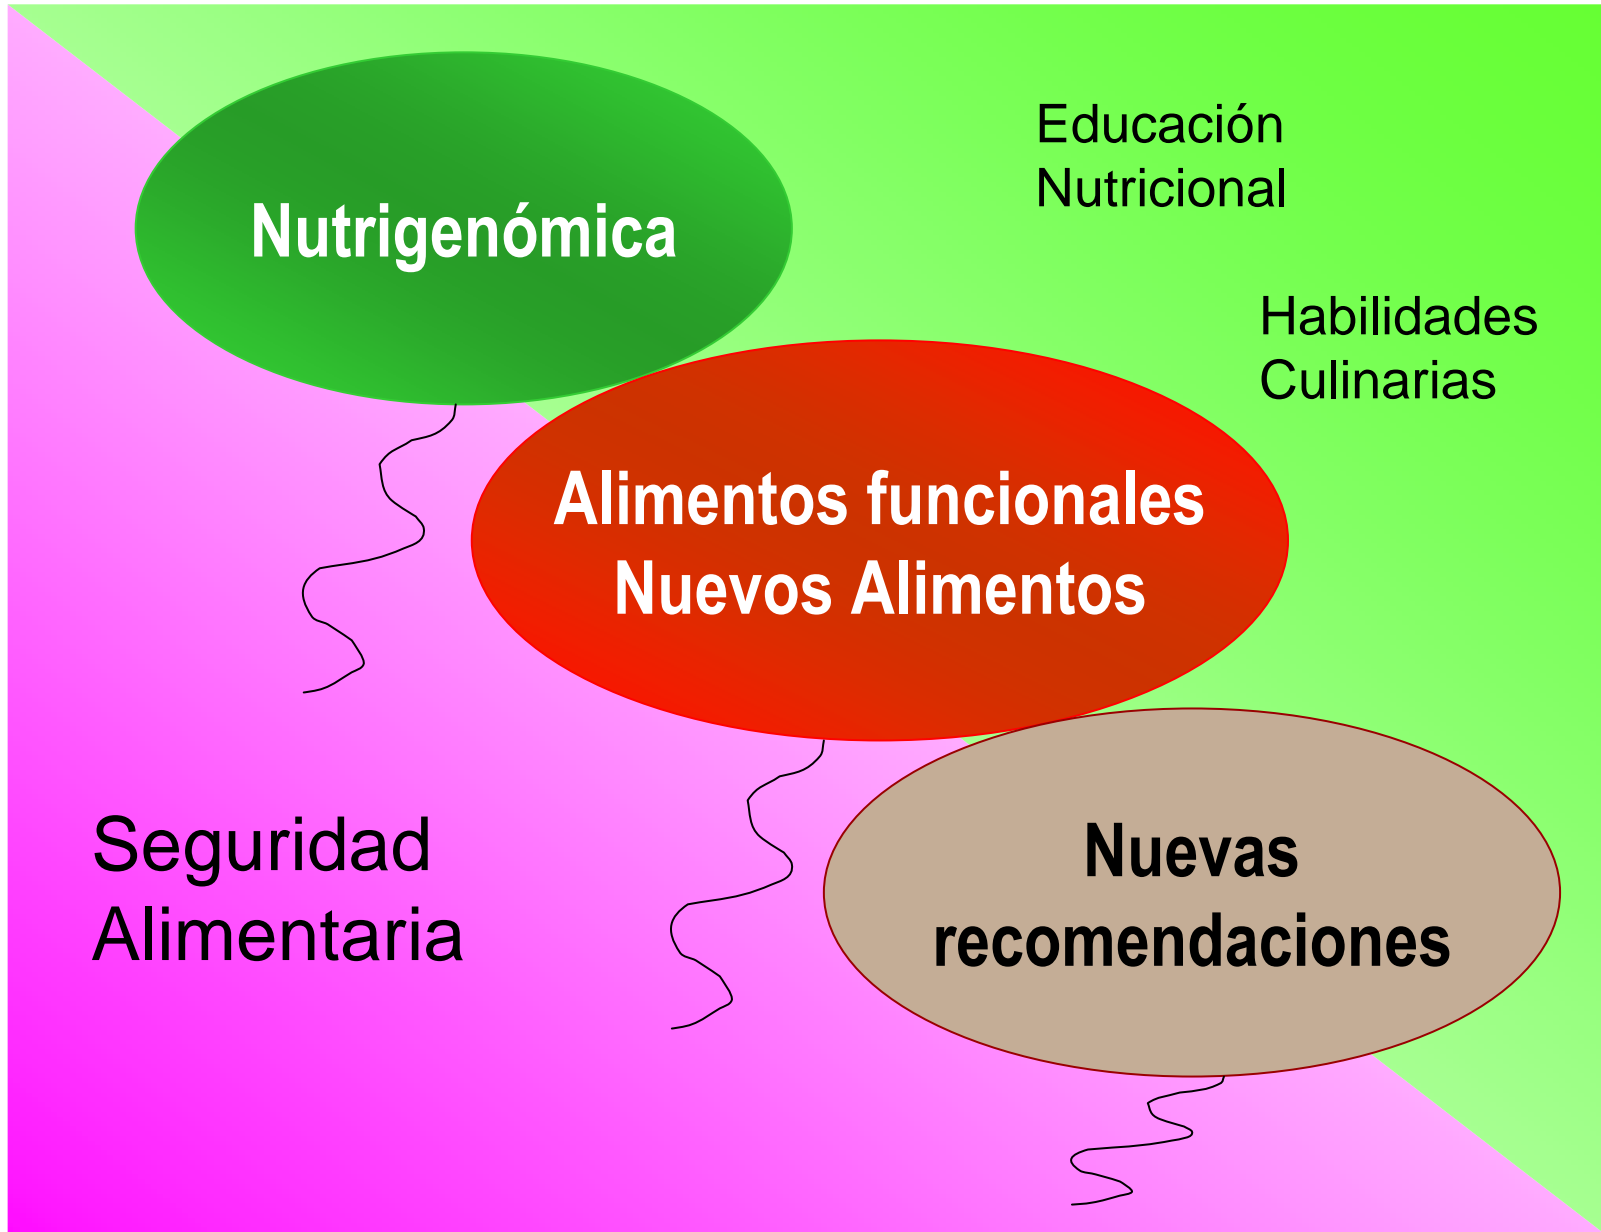 Nutrigenómica
Educación
Nutricional
Habilidades
Culinarias
Alimentos funcionales
Nuevos Alimentos
Seguridad
Alimentaria
Nuevas
recomendaciones